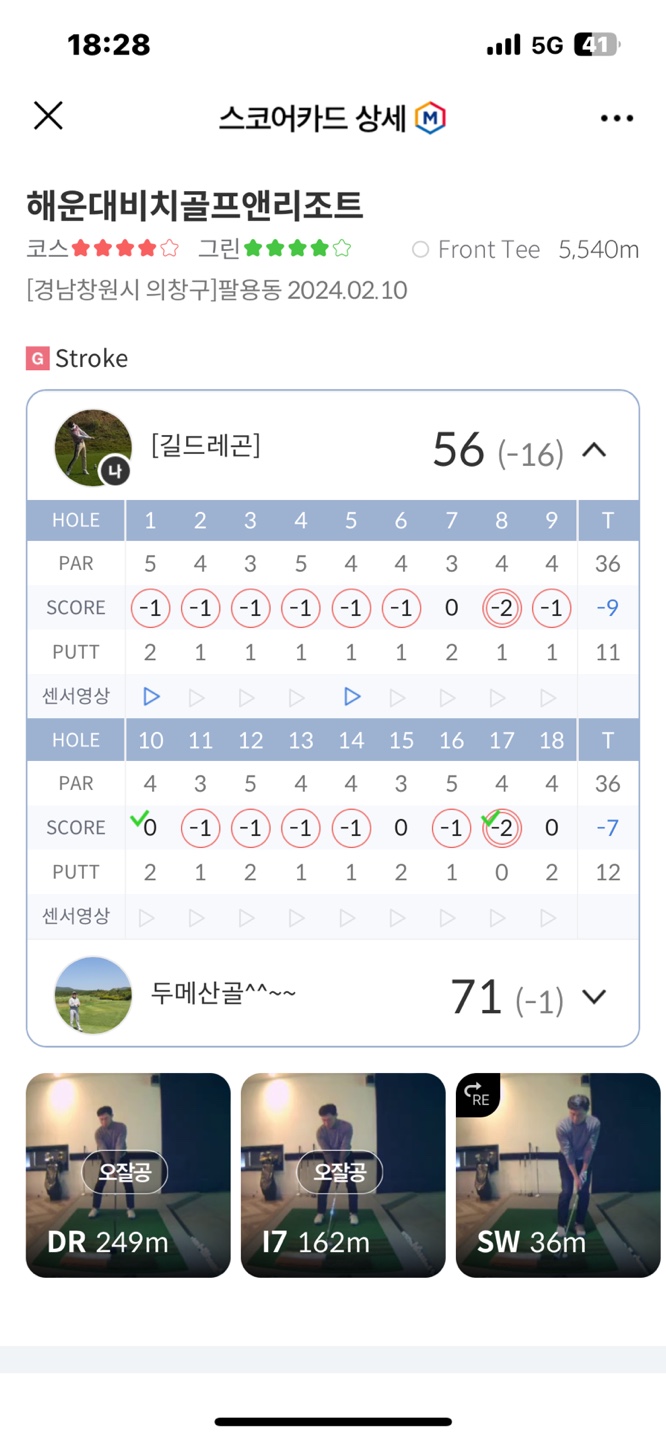 18:28 5G 41
스코어카드 상세 M
해운대비치골프앤리조트
코스 그린 Front Tee 5,540m
[경남창원시 의창구]팔용동 2024.02.10
G Stroke
나 [길드레곤] 56 (-16)
HOLE 1 2 3 4 5 6 7 8 9 T
PAR 5 4 3 5 4 4 3 4 4 36
SCORE -1 -1 -1 -1 -1 -1 0 -2 -1 -9
PUTT 2 1 1 1 1 1 2 1 1 11
센서영상
HOLE 10 11 12 13 14 15 16 17 18 T
PAR 4 3 5 4 4 3 5 4 4 36
SCORE 0 -1 -1 -1 -1 0 -1 -2 0 -7
PUTT 2 1 2 1 1 2 1 0 2 12
센서영상
두메산골^^~~ 71 (-1)
RE
오잘공 오잘공
DR 249m I7 162m SW 36m